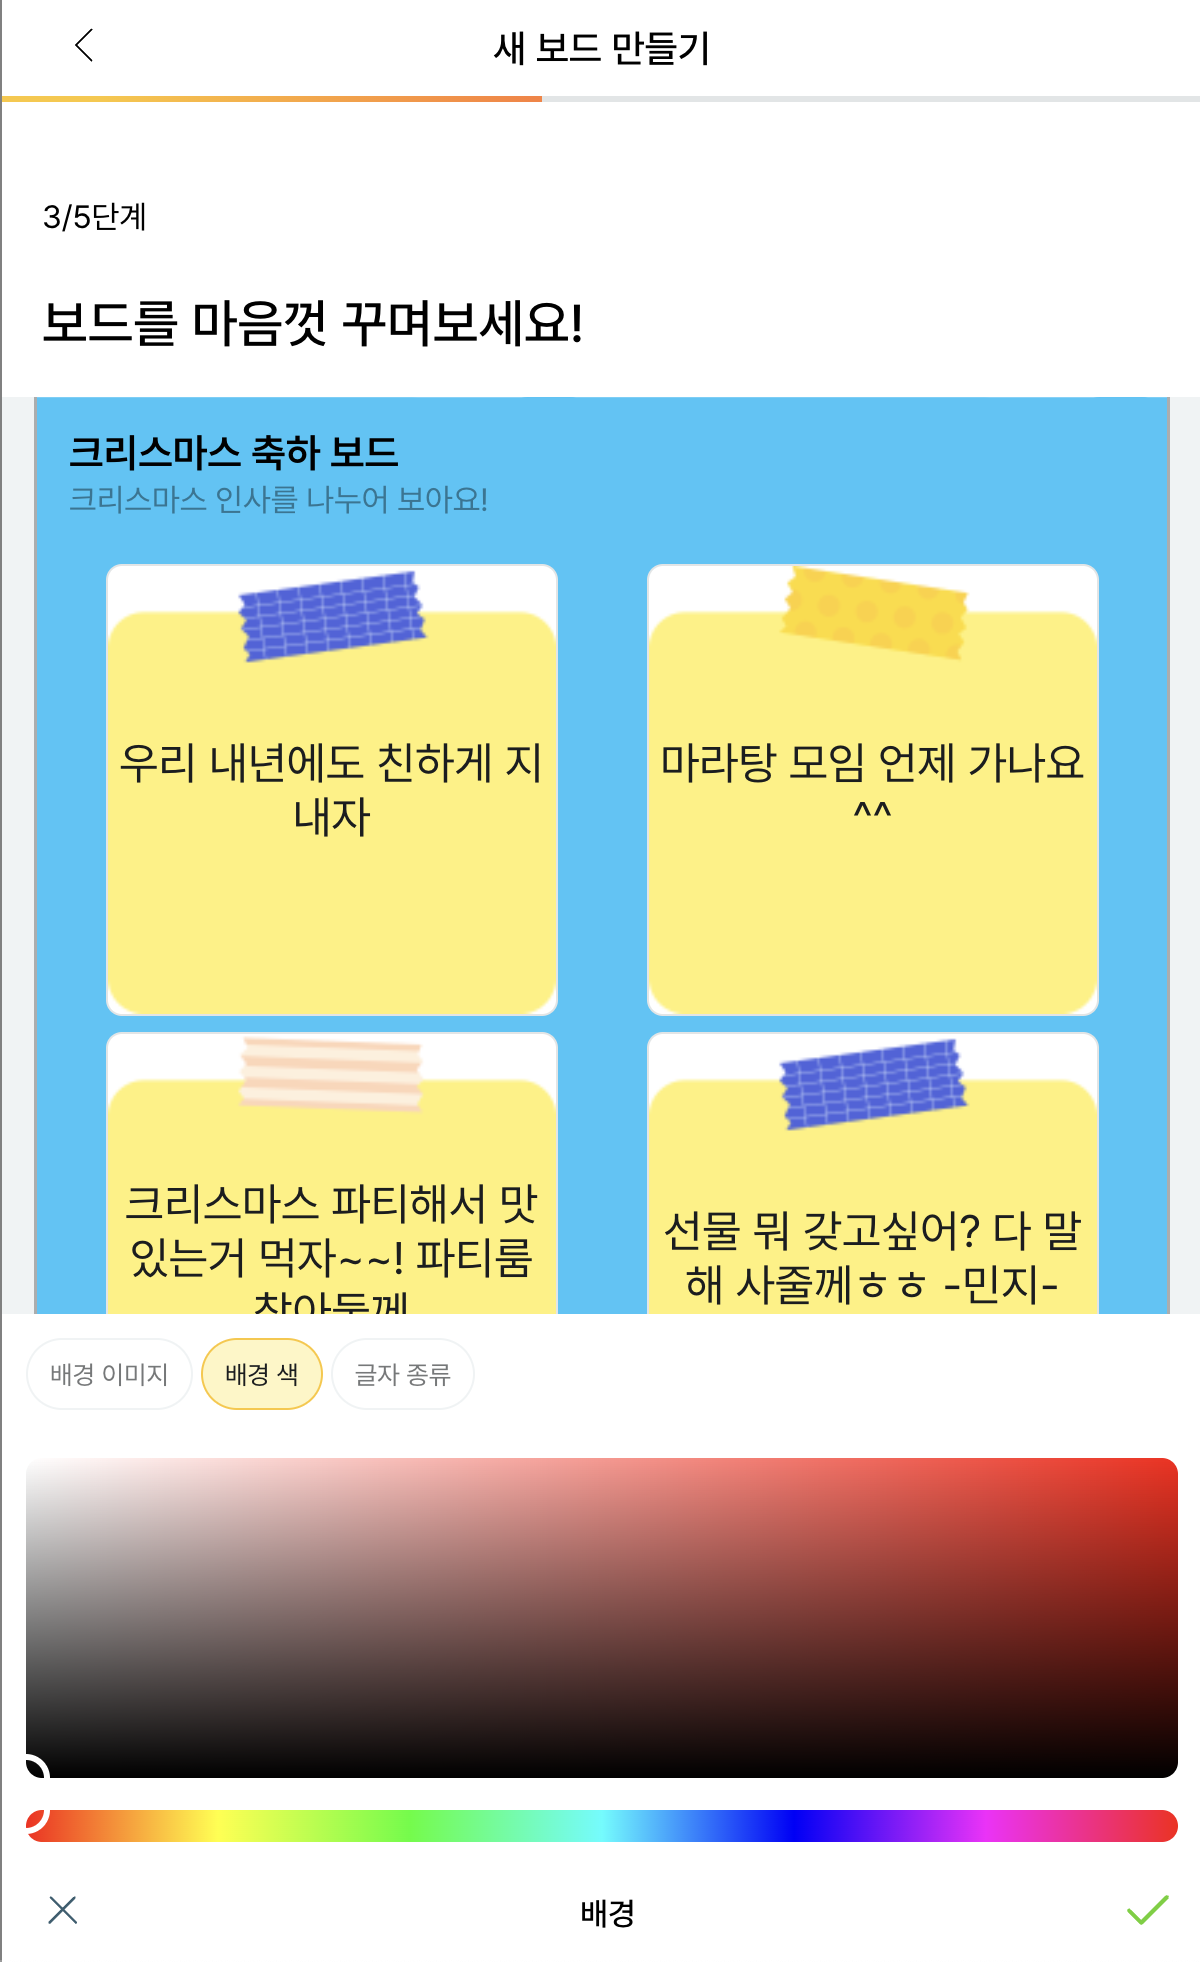 새 보드 만들기
3/5단계
보드를 마음껏 꾸며보세요!
크리스마스 축하 보드
크리스마스 인사를 나누어 보아요!
우리 내년에도 친하게 지
내자
마라탕 모임 언제 가나요
^^
크리스마스 파티해서 맛
있는거 먹자~~! 파티룸
선물 뭐 갖고싶어? 다 말
해 사줄께ㅎㅎ -민지-
배경 이미지
배경 색
글자 종류
배경